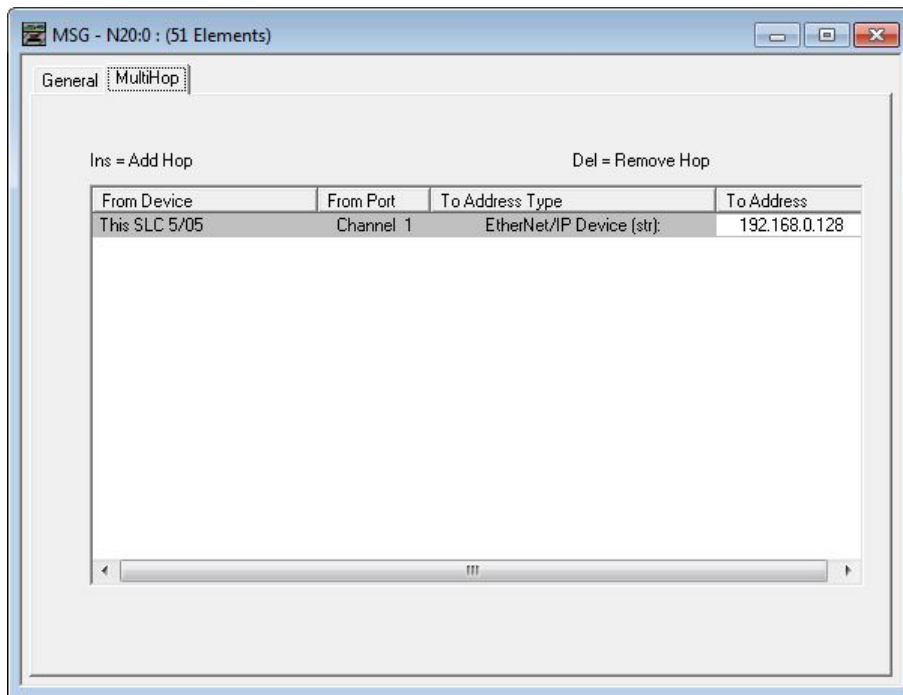 MSG - N20:0 : (51 Elements)
General MultiHop
Ins = Add Hop Del = Remove Hop
From Device From Port To Address Type To Address
This SLC 5/05 Channel 1 EtherNet/IP Device (str): 192.168.0.128